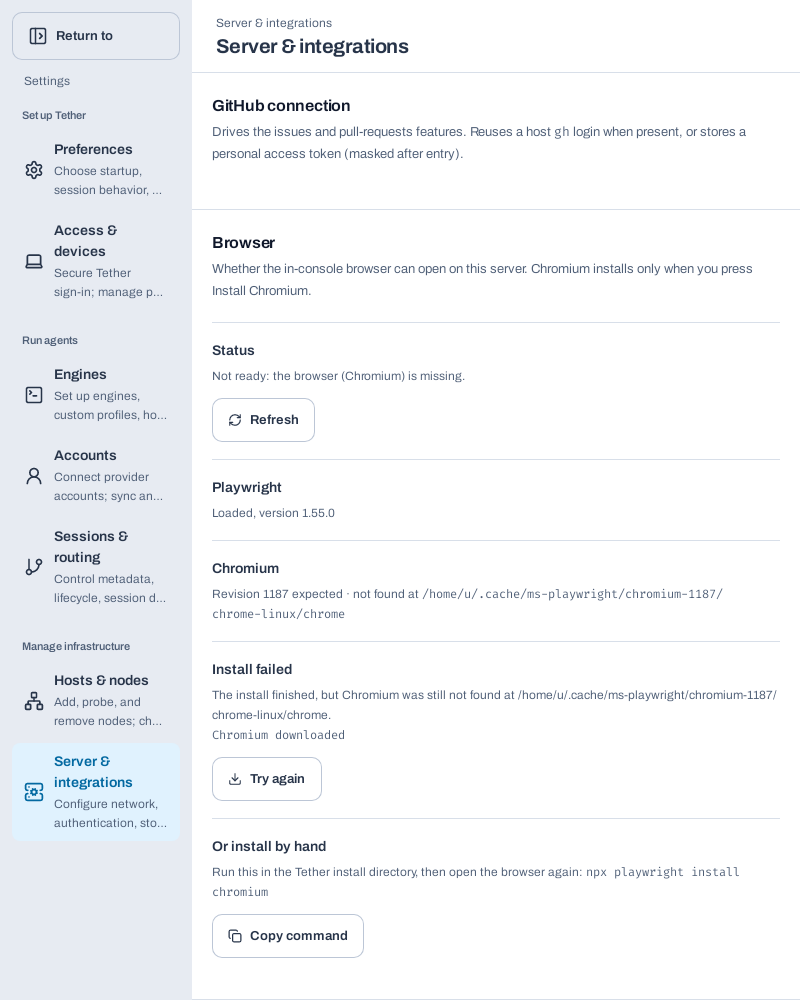 Return to
Settings
Set up Tether
Preferences
Choose startup,
session behavior, ...
Access &
devices
Secure Tether
sign-in; manage p...
Run agents
Engines
Set up engines,
custom profiles, ho...
Accounts
Connect provider
accounts; sync an...
Sessions &
routing
Control metadata,
lifecycle, session d...
Manage infrastructure
Hosts & nodes
Add, probe, and
remove nodes; ch...
Server &
integrations
Configure network,
authentication, sto...
Server & integrations
Server & integrations
GitHub connection
Drives the issues and pull-requests features. Reuses a host gh login when present, or stores a
personal access token (masked after entry).
Browser
Whether the in-console browser can open on this server. Chromium installs only when you press
Install Chromium.
Status
Not ready: the browser (Chromium) is missing.
Refresh
Playwright
Loaded, version 1.55.0
Chromium
Revision 1187 expected · not found at /home/u/.cache/ms-playwright/chromium-1187/
chrome-linux/chrome
Install failed
The install finished, but Chromium was still not found at /home/u/.cache/ms-playwright/chromium-1187/
chrome-linux/chrome.
Chromium downloaded
Try again
Or install by hand
Run this in the Tether install directory, then open the browser again: npx playwright install
chromium
Copy command